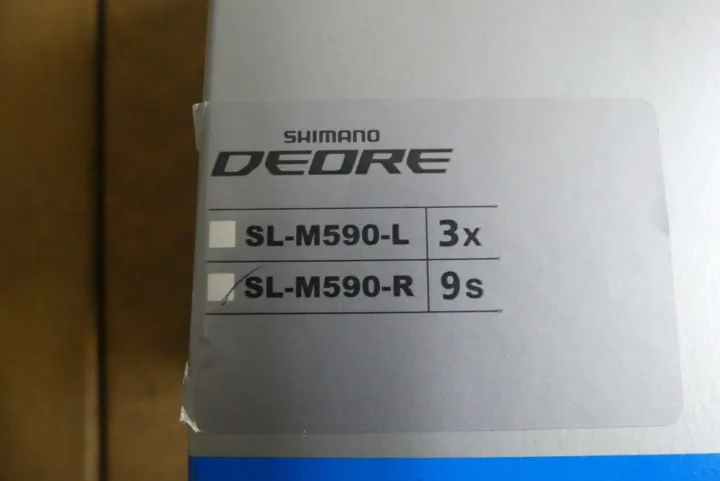 SHIMANO
DEORE
SL-M590-L 3x
SL-M590-R 9s